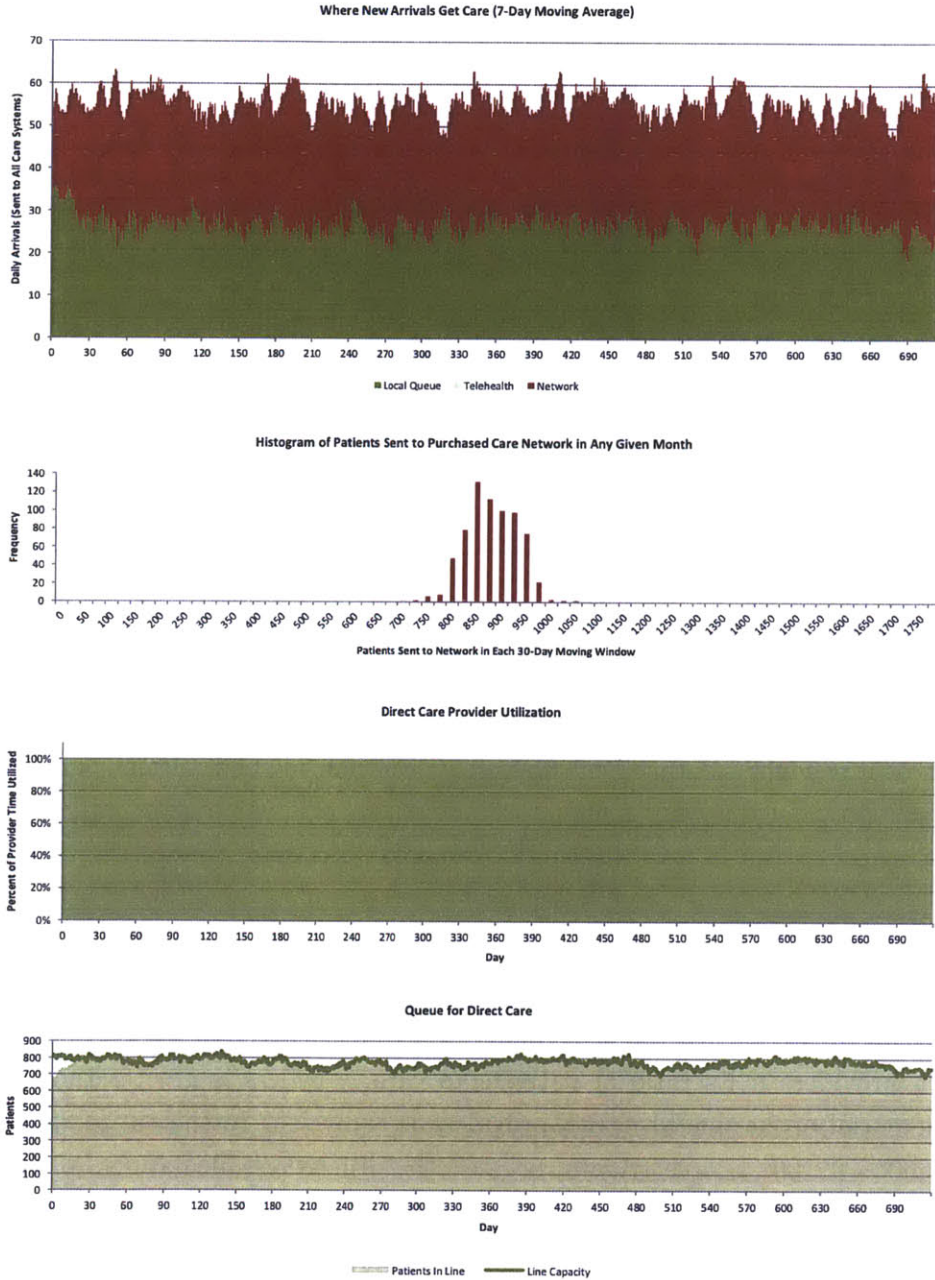 Where New Arrivals Get Care (7-Day Moving Average)
Daily Arrivals (Sent to All Care Systems)
70
60
50
40
30
20
10
0
0 30 60 90 120 150 180 210 240 270 300 330 360 390 420 450 480 510 540 570 600 630 660 690
Local Queue Telehealth Network
Histogram of Patients Sent to Purchased Care Network in Any Given Month
Frequency
140
120
100
80
60
40
20
0
0 50 100 150 200 250 300 350 400 450 500 550 600 650 700 750 800 850 900 950 1000 1050 1100 1150 1200 1250 1300 1350 1400 1450 1500 1550 1600 1650 1700 1750
Patients Sent to Network in Each 30-Day Moving Window
Direct Care Provider Utilization
Percent of Provider Time Utilized
100%
80%
60%
40%
20%
0%
0 30 60 90 120 150 180 210 240 270 300 330 360 390 420 450 480 510 540 570 600 630 660 690
Day
Queue for Direct Care
Patients
900
800
700
600
500
400
300
200
100
0
0 30 60 90 120 150 180 210 240 270 300 330 360 390 420 450 480 510 540 570 600 630 660 690
Day
Patients In Line Line Capacity